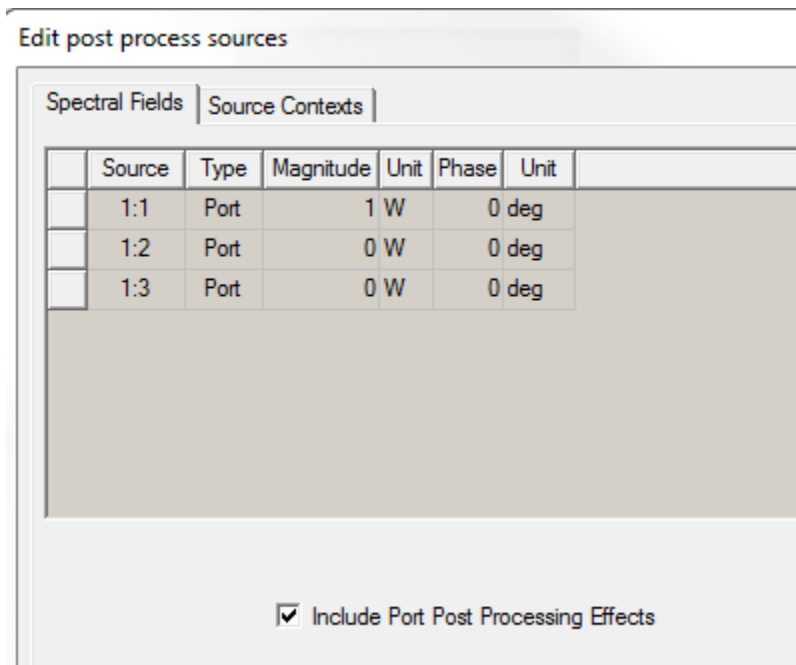 Edit post process sources
Spectral Fields Source Contexts
Source Type Magnitude Unit Phase Unit
1:1 Port 1 W 0 deg
1:2 Port 0 W 0 deg
1:3 Port 0 W 0 deg
Include Port Post Processing Effects